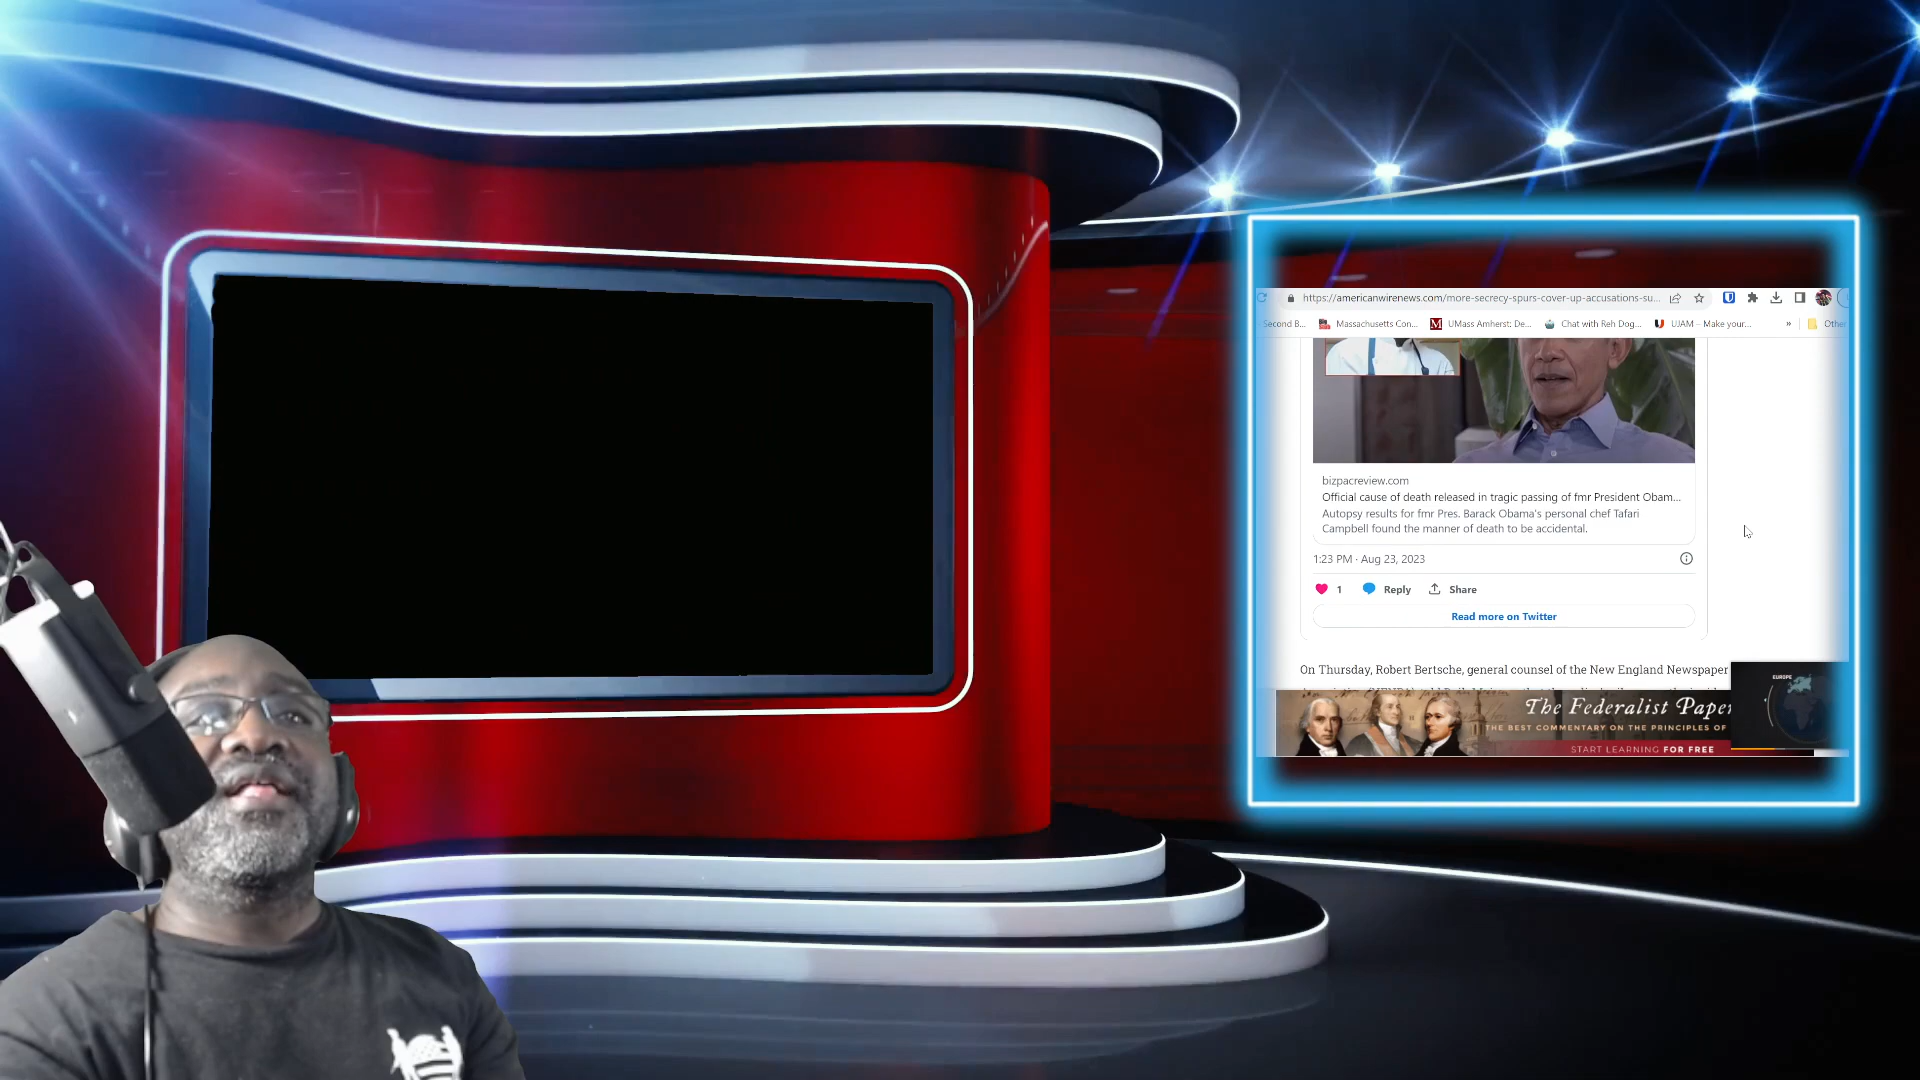 https://americanwirenews.com/more-secrecy-spurs-cover-up-accusations-su...
Second B... Massachusetts Con... M UMass Amherst: De... Chat with Reh Dog... UJAM – Make your... » Other
bizpacreview.com
Official cause of death released in tragic passing of fmr President Obam...
Autopsy results for fmr Pres. Barack Obama's personal chef Tafari
Campbell found the manner of death to be accidental.
1:23 PM · Aug 23, 2023
1 Reply Share
Read more on Twitter
On Thursday, Robert Bertsche, general counsel of the New England Newspaper
EUROPE
The Federalist Paper
THE BEST COMMENTARY ON THE PRINCIPLES OF
START LEARNING FOR FREE